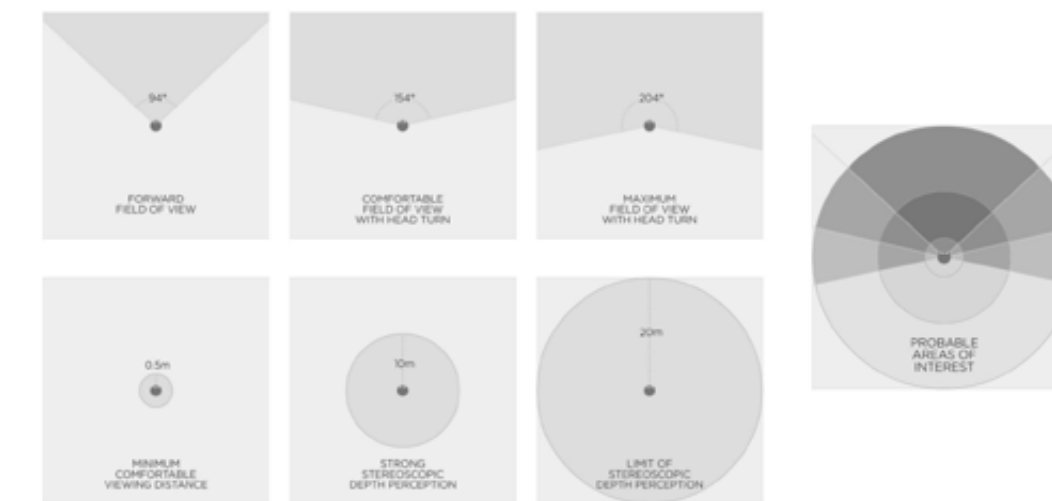 94°
FORWARD
FIELD OF VIEW
154°
COMFORTABLE
FIELD OF VIEW
WITH HEAD TURN
204°
MAXIMUM
FIELD OF VIEW
WITH HEAD TURN
0.5m
MINIMUM
COMFORTABLE
VIEWING DISTANCE
10m
STRONG
STEREOSCOPIC
DEPTH PERCEPTION
20m
LIMIT OF
STEREOSCOPIC
DEPTH PERCEPTION
PROBABLE
AREAS OF
INTEREST